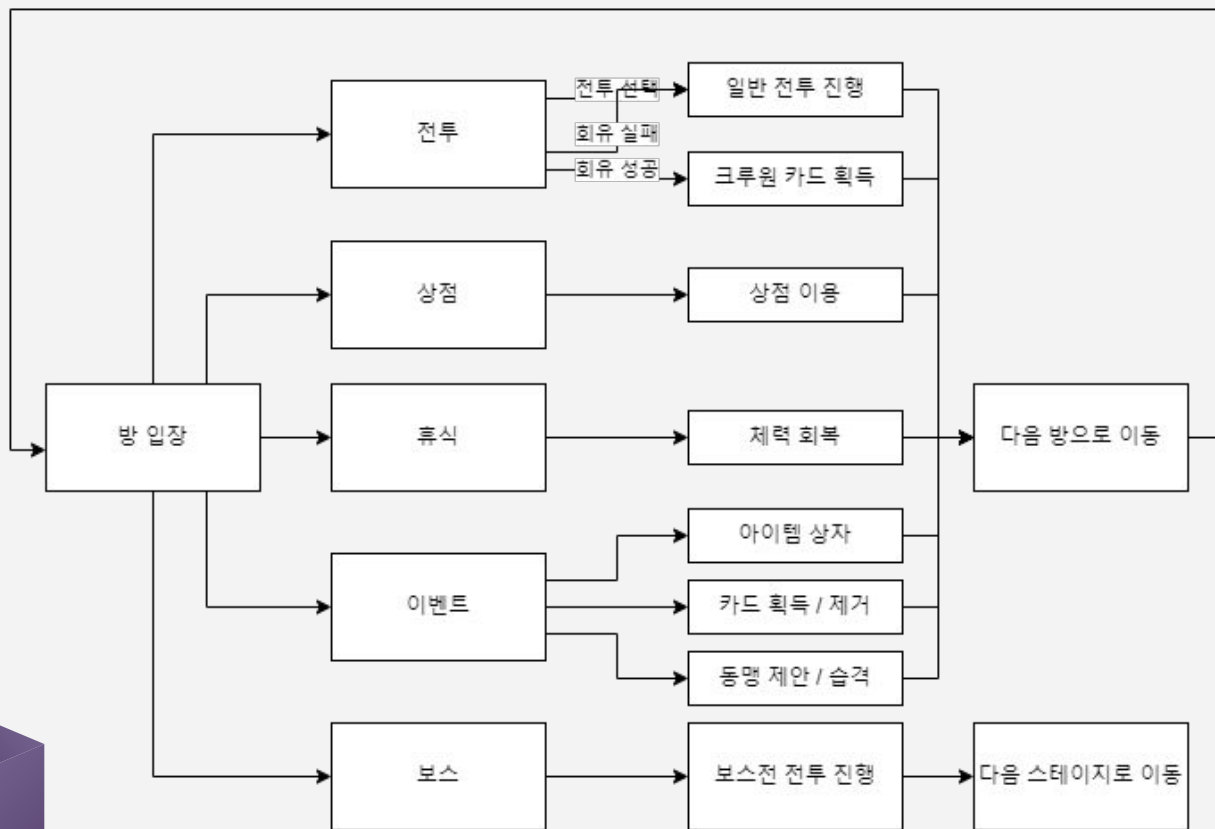 전투
전투 선택
회유 실패
회유 성공
일반 전투 진행
크루원 카드 획득
상점
상점 이용
방 입장
휴식
체력 회복
다음 방으로 이동
이벤트
아이템 상자
카드 획득 / 제거
동맹 제안 / 습격
보스
보스전 전투 진행
다음 스테이지로 이동